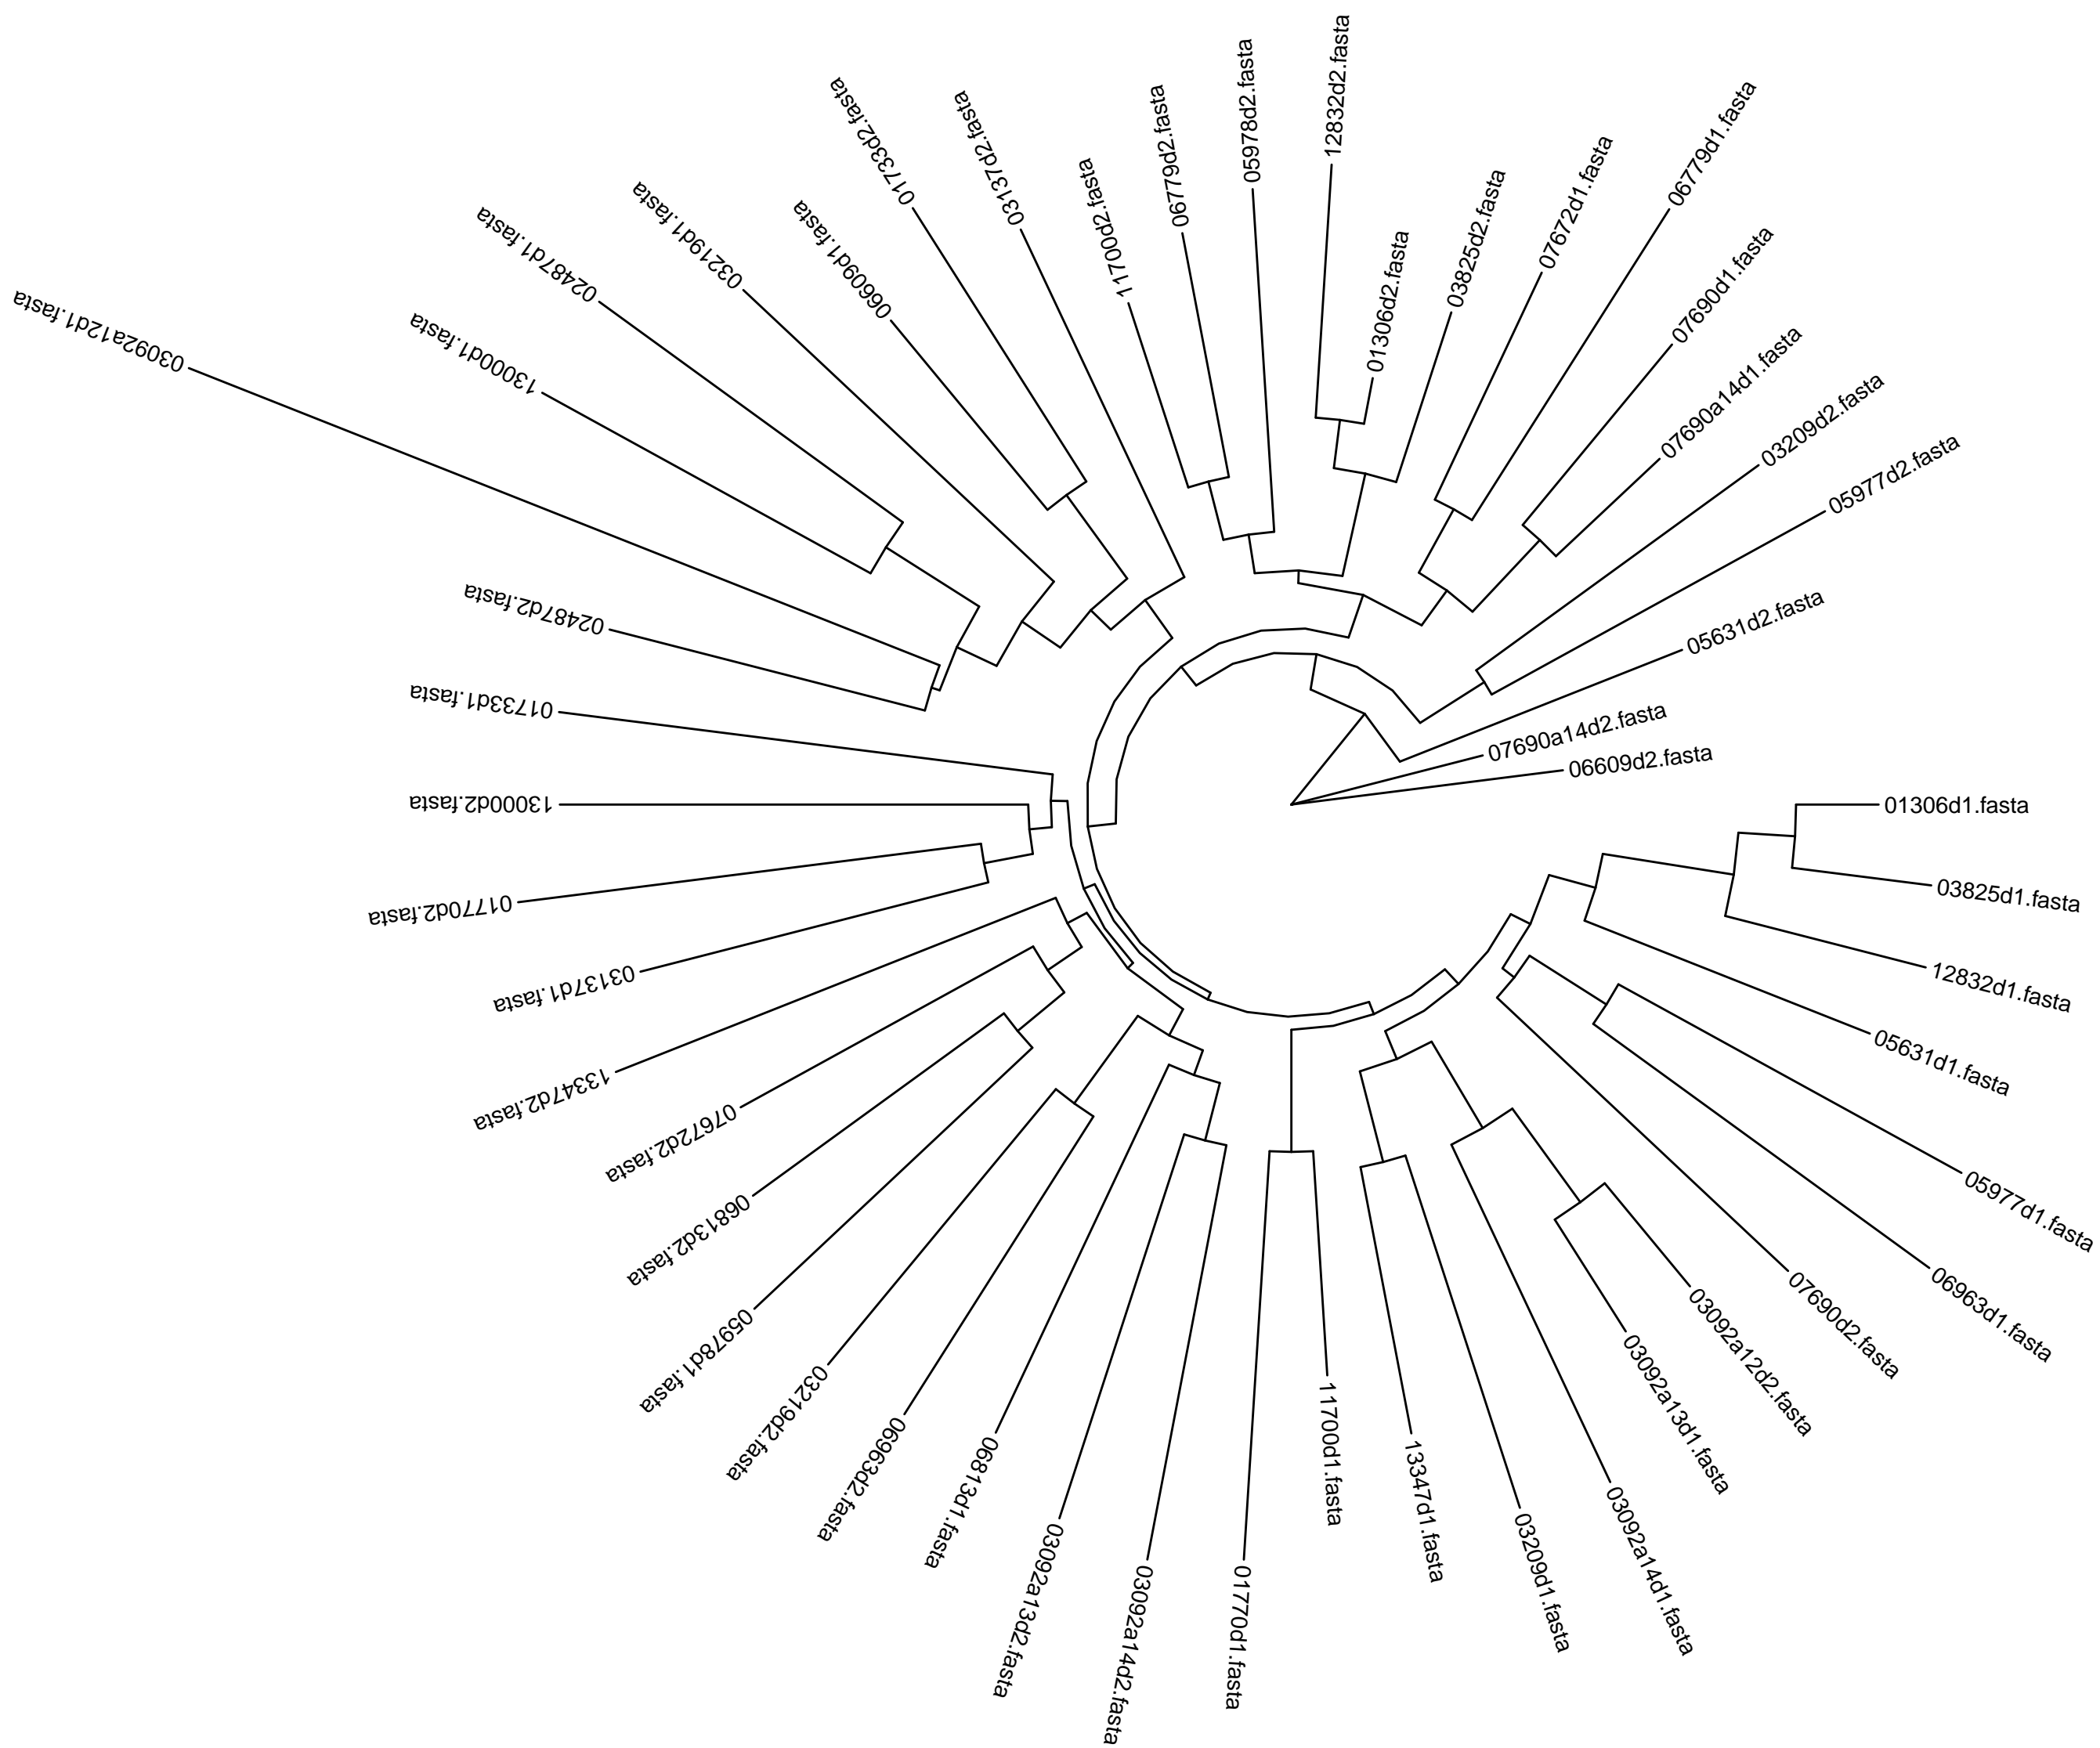 12832d2.fasta
05978d2.fasta
06779d2.fasta
11700d2.fasta
03137d2.fasta
01733d2.fasta
06609d1.fasta
03219d1.fasta
02487d1.fasta
13000d1.fasta
03092a12d1.fasta
02487d2.fasta
01733d1.fasta
13000d2.fasta
01770d2.fasta
03137d1.fasta
13347d2.fasta
07672d2.fasta
06813d2.fasta
05978d1.fasta
03219d2.fasta
06963d2.fasta
06813d1.fasta
03092a13d2.fasta
03092a14d2.fasta
01770d1.fasta
11700d1.fasta
13347d1.fasta
03209d1.fasta
03092a14d1.fasta
03092a13d1.fasta
03092a12d2.fasta
07690d2.fasta
06963d1.fasta
05977d1.fasta
05631d1.fasta
12832d1.fasta
03825d1.fasta
01306d1.fasta
06609d2.fasta
07690a14d2.fasta
05631d2.fasta
05977d2.fasta
03209d2.fasta
07690a14d1.fasta
07690d1.fasta
06779d1.fasta
07672d1.fasta
03825d2.fasta
01306d2.fasta